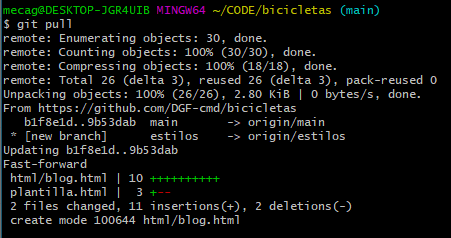 mecag@DESKTOP-JGR4UIB MINGW64 ~/CODE/bicicletas (main)
$ git pull
remote: Enumerating objects: 30, done.
remote: Counting objects: 100% (30/30), done.
remote: Compressing objects: 100% (18/18), done.
remote: Total 26 (delta 3), reused 26 (delta 3), pack-reused 0
Unpacking objects: 100% (26/26), 2.80 KiB | 0 bytes/s, done.
From https://github.com/DGF-cmd/bicicletas
   b1f8e1d..9b53dab  main       -> origin/main
 * [new branch]      estilos    -> origin/estilos
Updating b1f8e1d..9b53dab
Fast-forward
 html/blog.html | 10 ++++++++++
 plantilla.html |  3 +--
 2 files changed, 11 insertions(+), 2 deletions(-)
 create mode 100644 html/blog.html